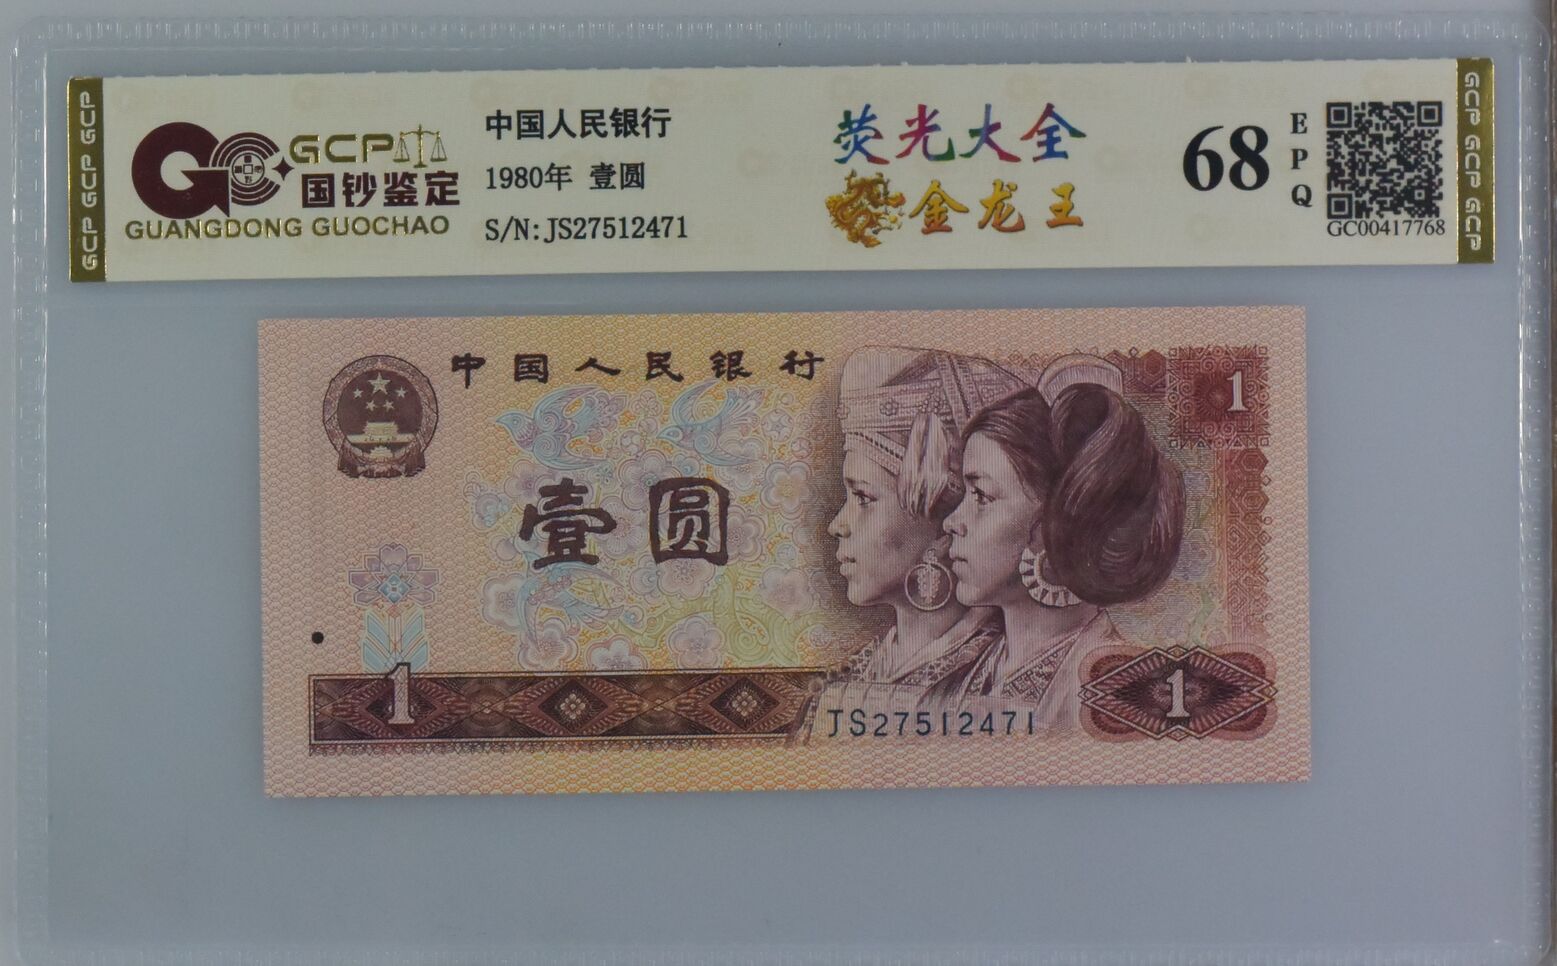 GCP GCP GCP
GCP
国钞鉴定
GUANGDONG GUOCHAO
中国人民银行
1980年 壹圆
S/N:JS27512471
荧光大全
金龙王
68
EPQ
GC00417768
GCP GCP GCP
中国人民银行
1
壹圆
1
JS27512471
1